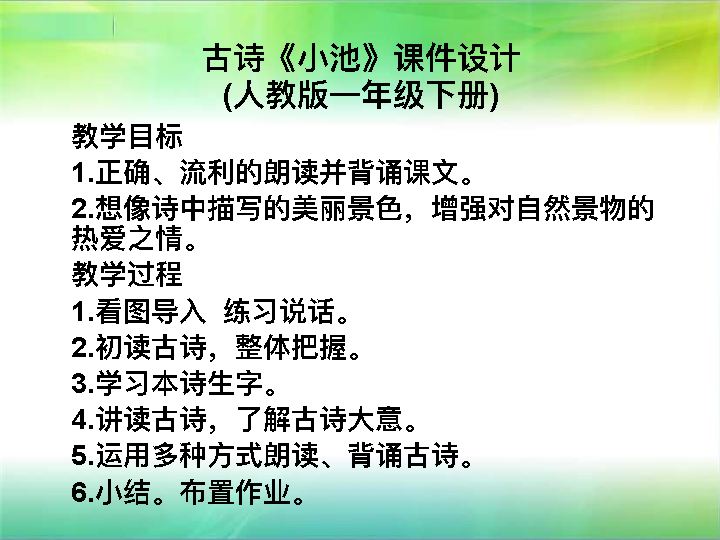 古诗《小池》课件设计
(人教版一年级下册)
教学目标
1.正确、流利的朗读并背诵课文。
2.想像诗中描写的美丽景色，增强对自然景物的
热爱之情。
教学过程
1.看图导入 练习说话。
2.初读古诗，整体把握。
3.学习本诗生字。
4.讲读古诗，了解古诗大意。
5.运用多种方式朗读、背诵古诗。
6.小结。布置作业。